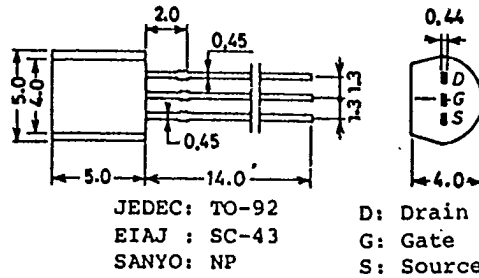 2.0
0.44
0,45
5.0
4.0
1.3
1.3
D
G
S
0.45
5.0
14.0
4.0
JEDEC: TO-92
EIAJ : SC-43
SANYO: NP
D: Drain
G: Gate
S: Source